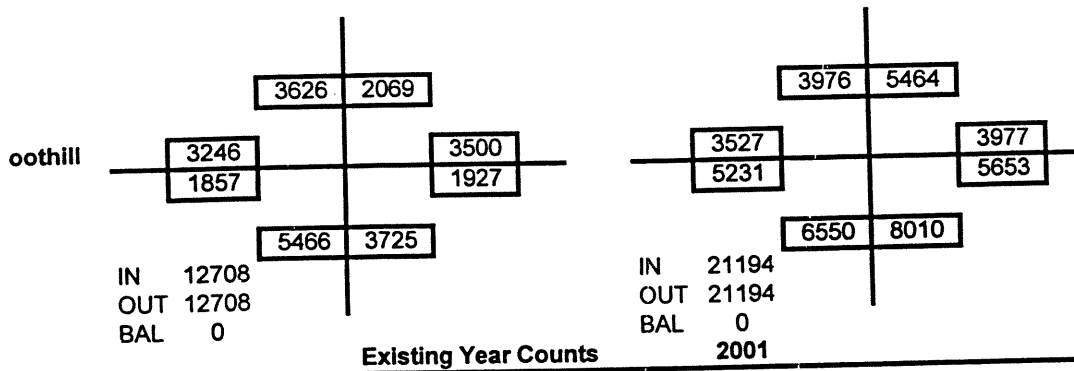 3626 2069 3976 5464
oothill 3246 3500 3527 3977
1857 1927 5231 5653
5466 3725 6550 8010
IN 12708 IN 21194
OUT 12708 OUT 21194
BAL 0 BAL 0
Existing Year Counts 2001